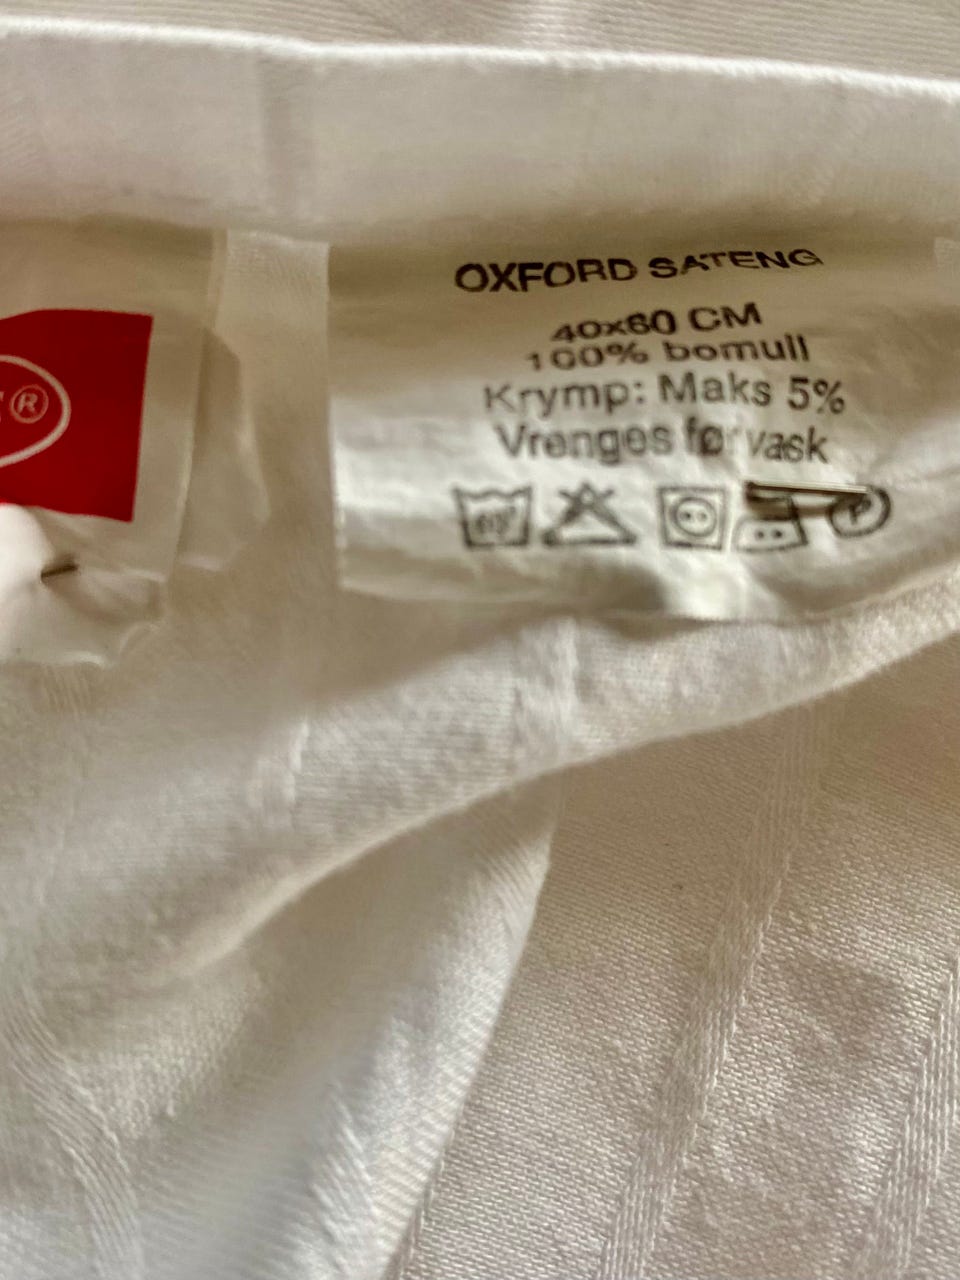 OXFORD SATENG
40x60 CM
100% bomull
Krymp: Maks 5%
Vrenges før vask
®
P